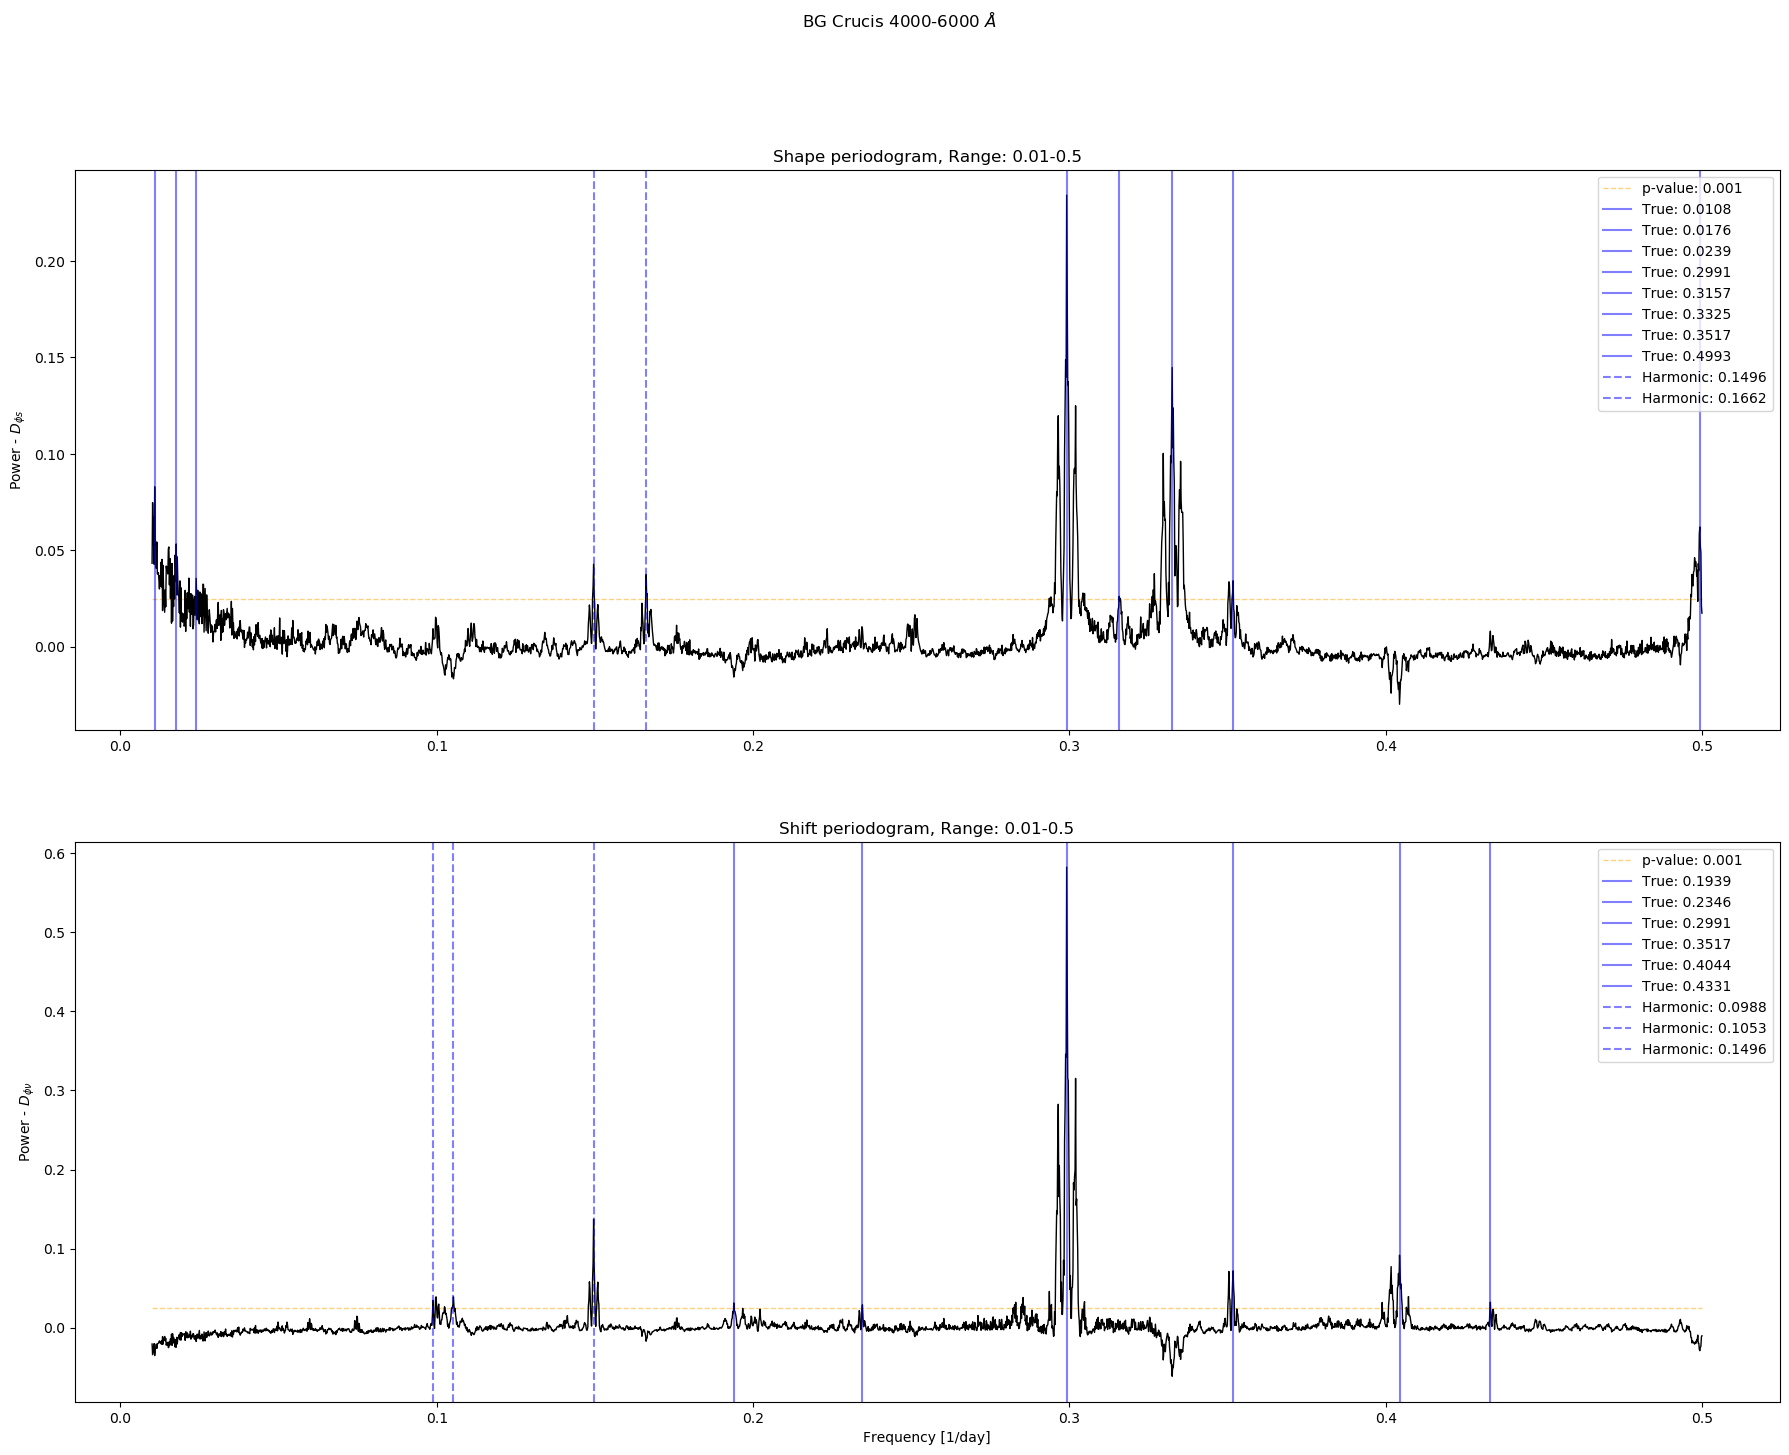 BG Crucis 4000-6000 Å
Shape periodogram, Range: 0.01-0.5
p-value: 0.001
True: 0.0108
True: 0.0176
True: 0.0239
True: 0.2991
True: 0.3157
True: 0.3325
True: 0.3517
True: 0.4993
Harmonic: 0.1496
Harmonic: 0.1662
0.20
0.15
0.10
0.05
0.00
Power - D_ϕs
0.0 0.1 0.2 0.3 0.4 0.5
Shift periodogram, Range: 0.01-0.5
p-value: 0.001
True: 0.1939
True: 0.2346
True: 0.2991
True: 0.3517
True: 0.4044
True: 0.4331
Harmonic: 0.0988
Harmonic: 0.1053
Harmonic: 0.1496
0.6
0.5
0.4
0.3
0.2
0.1
0.0
Power - D_ϕv
0.0 0.1 0.2 0.3 0.4 0.5
Frequency [1/day]